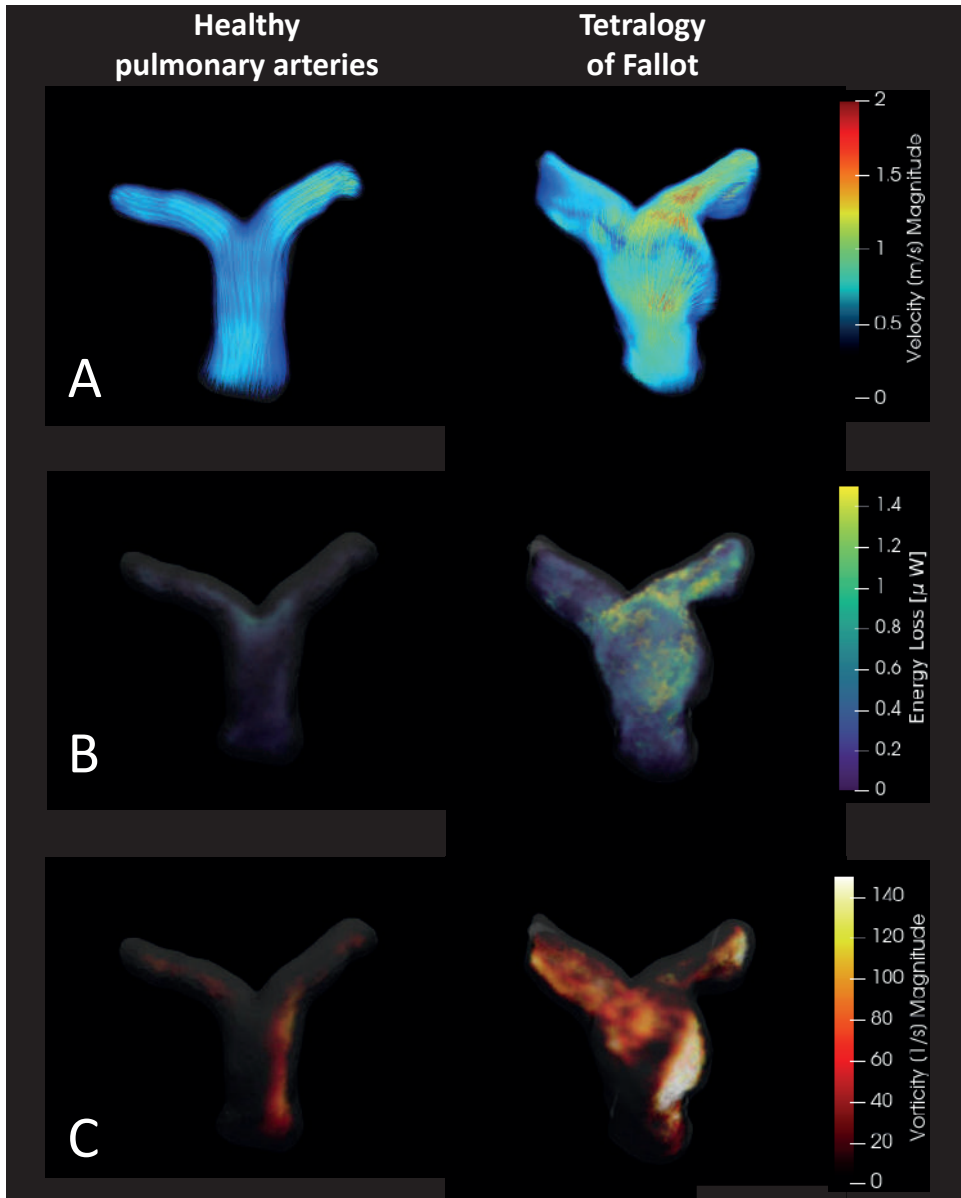 Healthy
pulmonary arteries
Tetralogy
of Fallot
A
2
1.5
1
0.5
0
Velocity (m/s) Magnitude
B
1.4
1.2
1
0.8
0.6
0.4
0.2
0
Energy Loss [μ W]
C
140
120
100
80
60
40
20
0
Vorticity (1/s) Magnitude